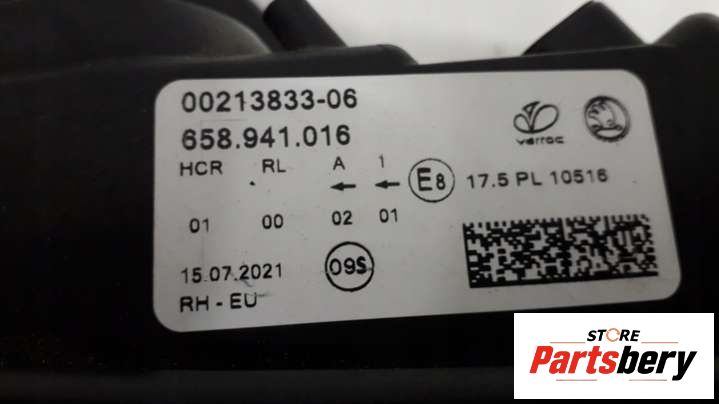 00213833-06
658.941.016
varroc
HCR RL A 1
← ← E8 17.5 PL 10516
01 00 02 01
15.07.2021 09S
RH - EU
STORE
Partsbery